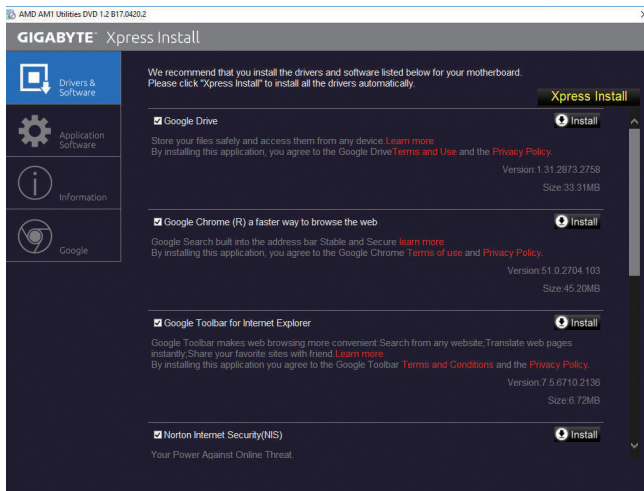 AMD AM1 Utilities DVD 1.2 B17.0420.2
GIGABYTE™ Xpress Install
Drivers &
Software
Application
Software
Information
Google
We recommend that you install the drivers and software listed below for your motherboard.
Please click "Xpress Install" to install all the drivers automatically.
Xpress Install
Google Drive
Install
Store your files safely and access them from any device.Learn more
By installing this application, you agree to the Google DriveTerms and Use and the Privacy Policy.
Version:1.31.2873.2758
Size:33.31MB
Google Chrome (R) a faster way to browse the web
Install
Google Search built into the address bar Stable and Secure learn more
By installing this application, you agree to the Google Chrome Terms of use and Privacy Policy.
Version:51.0.2704.103
Size:45.20MB
Google Toolbar for Internet Explorer
Install
Google Toolbar makes web browsing more convenient:Search from any website;Translate web pages
instantly;Share your favorite sites with friend.Learn more
By installing this application you agree to the Google Toolbar Terms and Conditions and the Privacy Policy.
Version:7.5.6710.2136
Size:6.72MB
Norton Internet Security(NIS)
Install
Your Power Against Online Threat.